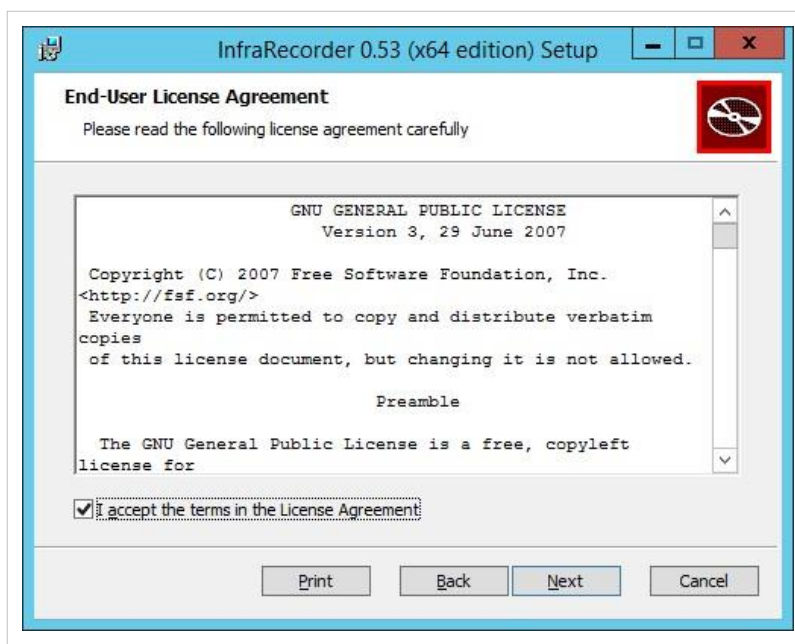 InfraRecorder 0.53 (x64 edition) Setup
End-User License Agreement
Please read the following license agreement carefully
GNU GENERAL PUBLIC LICENSE
Version 3, 29 June 2007
Copyright (C) 2007 Free Software Foundation, Inc.
<http://fsf.org/>
Everyone is permitted to copy and distribute verbatim
copies
of this license document, but changing it is not allowed.
Preamble
The GNU General Public License is a free, copyleft
license for
I accept the terms in the License Agreement
Print Back Next Cancel